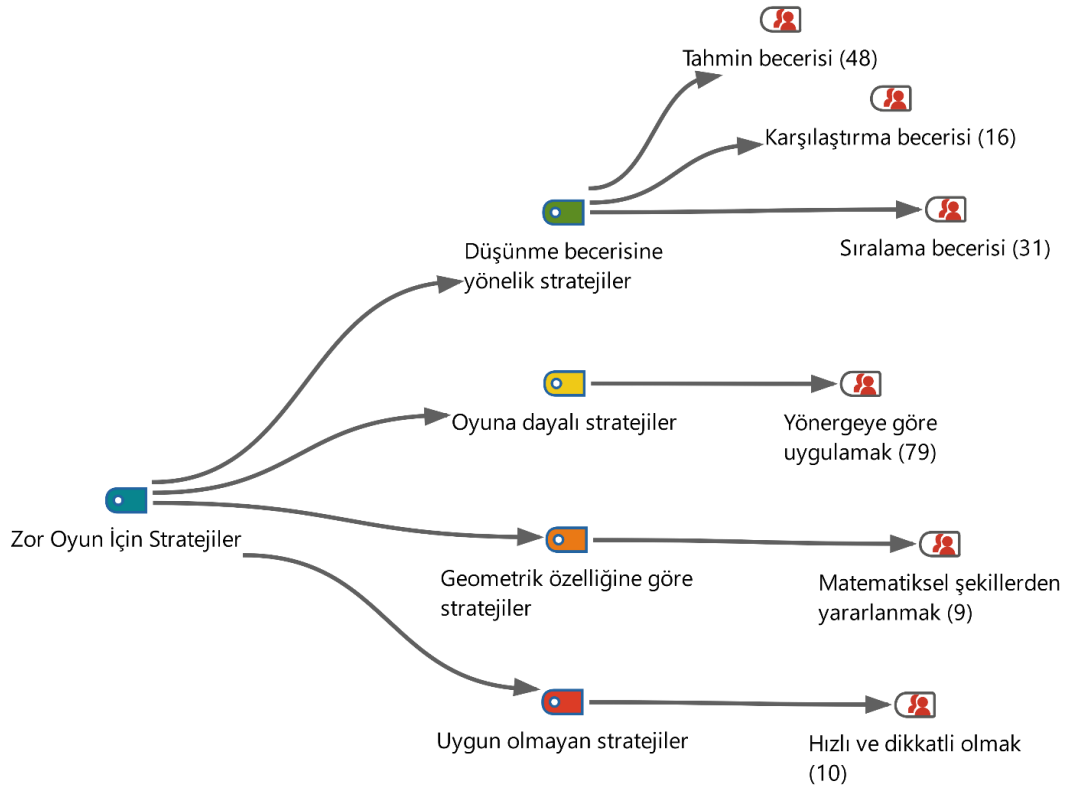 Tahmin becerisi (48)
Karşılaştırma becerisi (16)
Sıralama becerisi (31)
Düşünme becerisine
yönelik stratejiler
Oyuna dayalı stratejiler
Yönergeye göre
uygulamak (79)
Zor Oyun İçin Stratejiler
Geometrik özelliğine göre
stratejiler
Matematiksel şekillerden
yararlanmak (9)
Uygun olmayan stratejiler
Hızlı ve dikkatli olmak
(10)